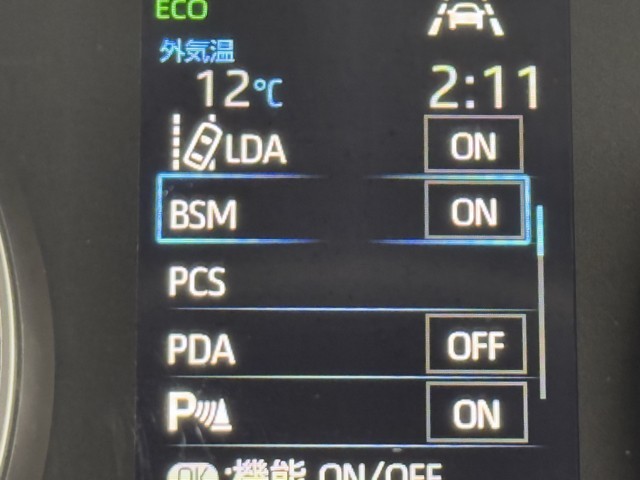 ECO
外気温
12℃ 2:11
LDA ON
BSM ON
PCS
PDA OFF
P ON
OK :機能 ON/OFF